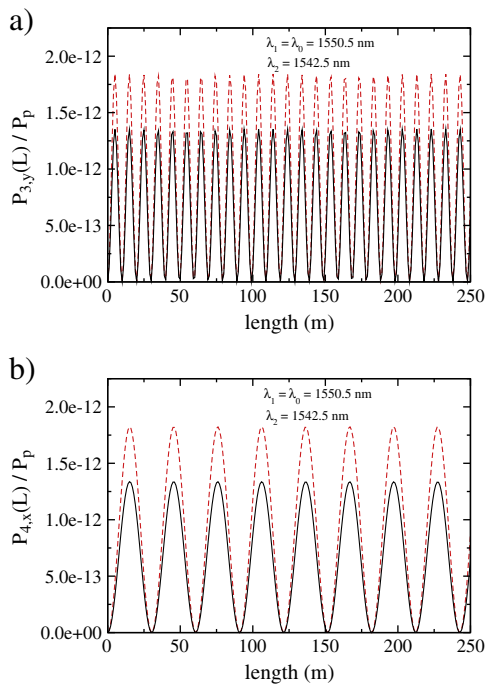 a)
λ₁ = λ₀ = 1550.5 nm
λ₂ = 1542.5 nm
P₃,y(L) / Pₚ
2.0e-12
1.5e-12
1.0e-12
5.0e-13
0.0e+00
0 50 100 150 200 250
length (m)
b)
λ₁ = λ₀ = 1550.5 nm
λ₂ = 1542.5 nm
P₄,x(L) / Pₚ
2.0e-12
1.5e-12
1.0e-12
5.0e-13
0.0e+00
0 50 100 150 200 250
length (m)